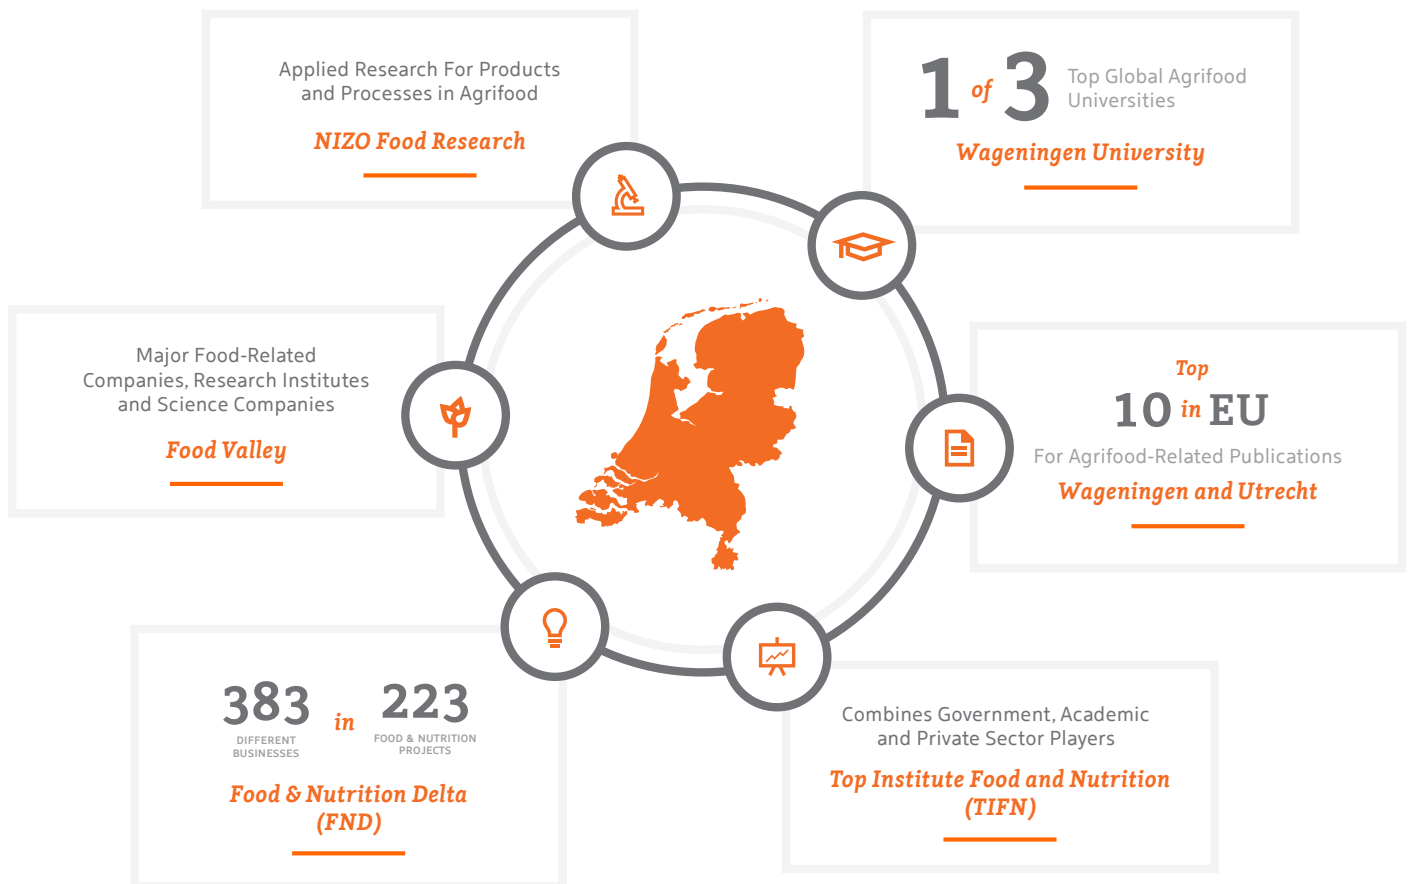 Applied Research For Products
and Processes in Agrifood
NIZO Food Research
1 of 3 Top Global Agrifood
Universities
Wageningen University
Major Food-Related
Companies, Research Institutes
and Science Companies
Food Valley
Top
10 in EU
For Agrifood-Related Publications
Wageningen and Utrecht
383 in 223
DIFFERENT
BUSINESSES
FOOD & NUTRITION
PROJECTS
Food & Nutrition Delta
(FND)
Combines Government, Academic
and Private Sector Players
Top Institute Food and Nutrition
(TIFN)